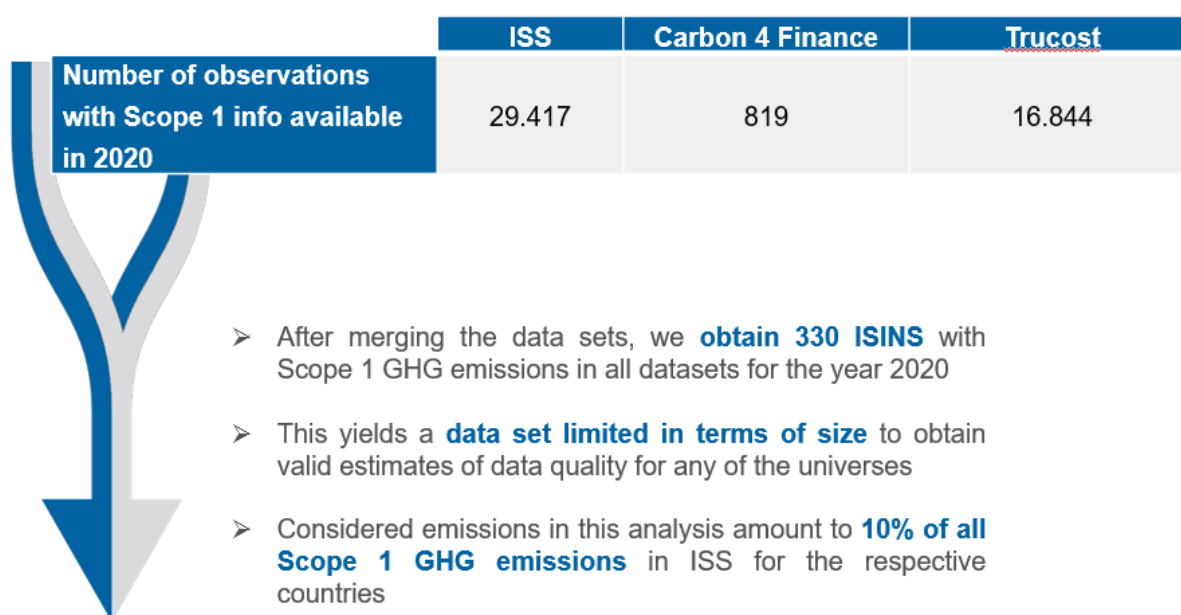 ISS Carbon 4 Finance Trucost
Number of observations
with Scope 1 info available
in 2020
29.417 819 16.844
➢ After merging the data sets, we obtain 330 ISINS with
Scope 1 GHG emissions in all datasets for the year 2020
➢ This yields a data set limited in terms of size to obtain
valid estimates of data quality for any of the universes
➢ Considered emissions in this analysis amount to 10% of all
Scope 1 GHG emissions in ISS for the respective
countries